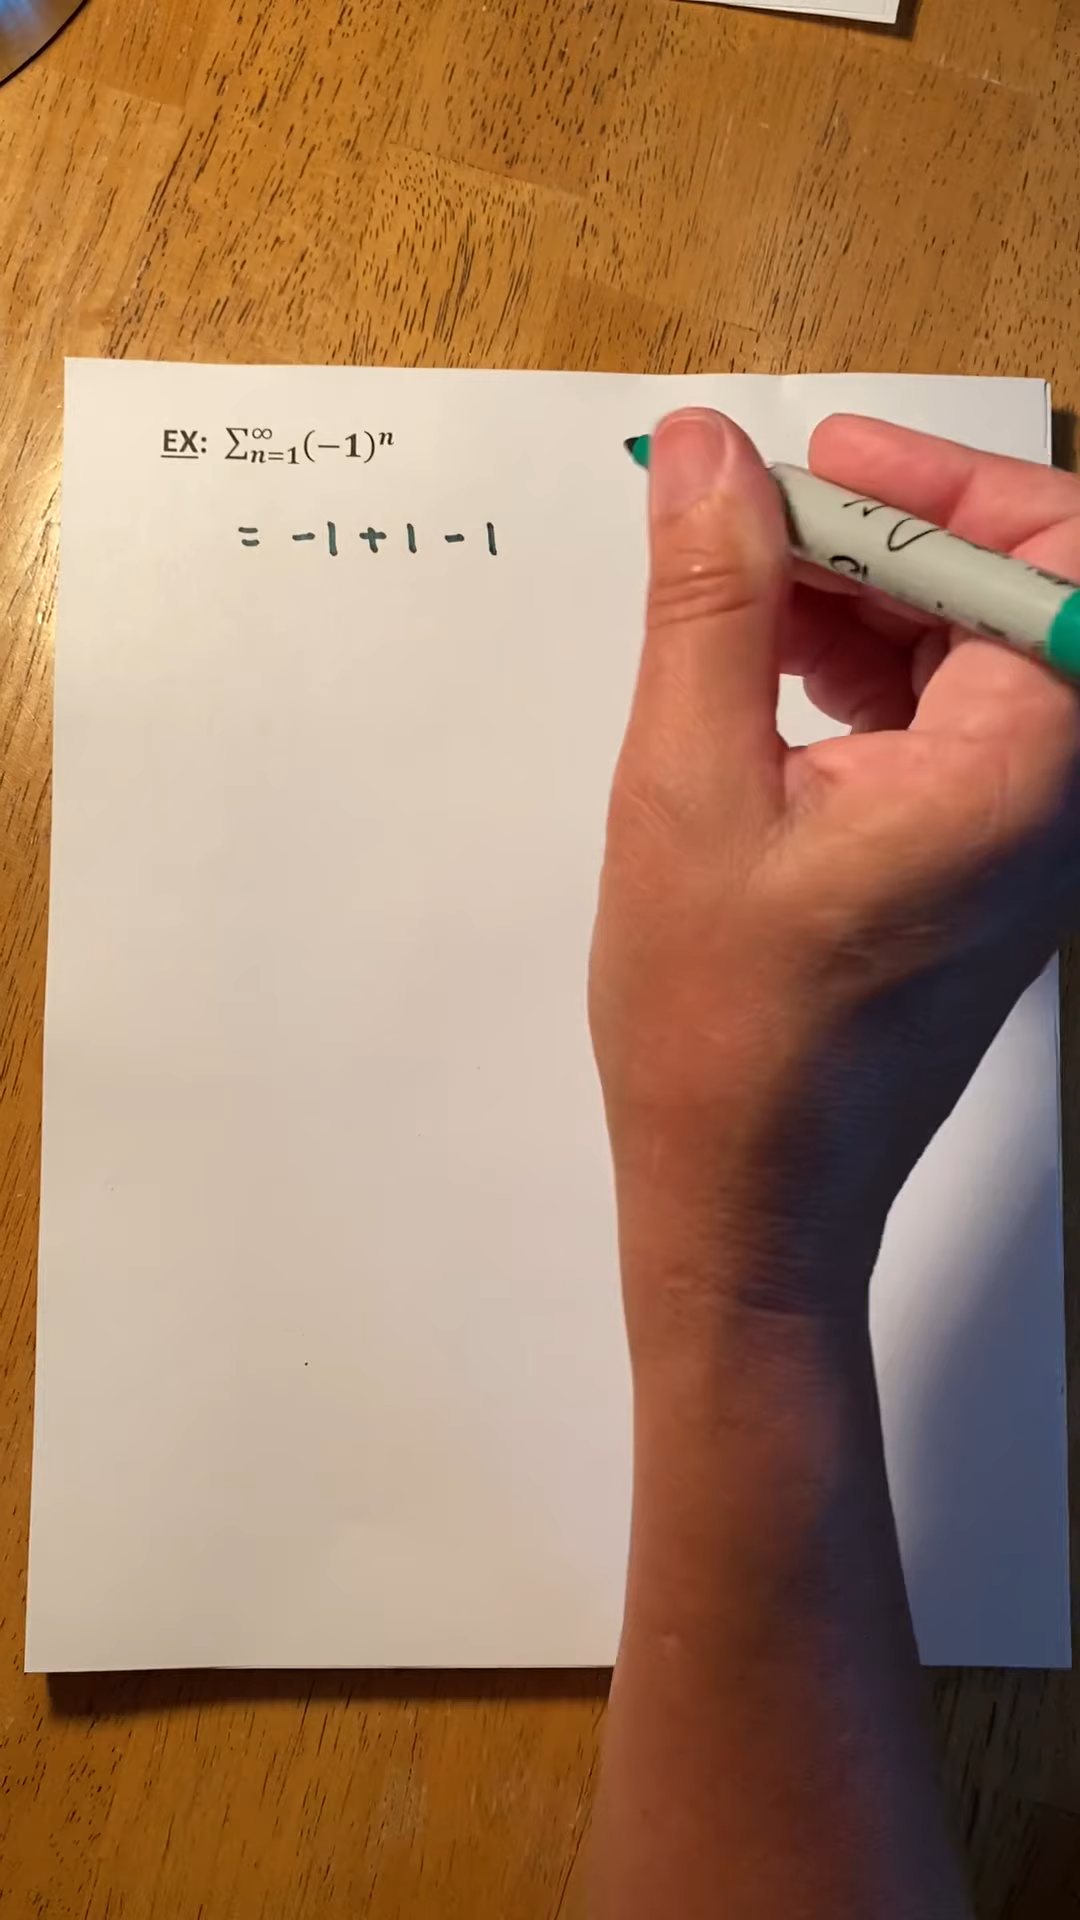 EX: ∑_{n=1}^{∞}(−1)^n
= -1 + 1 - 1